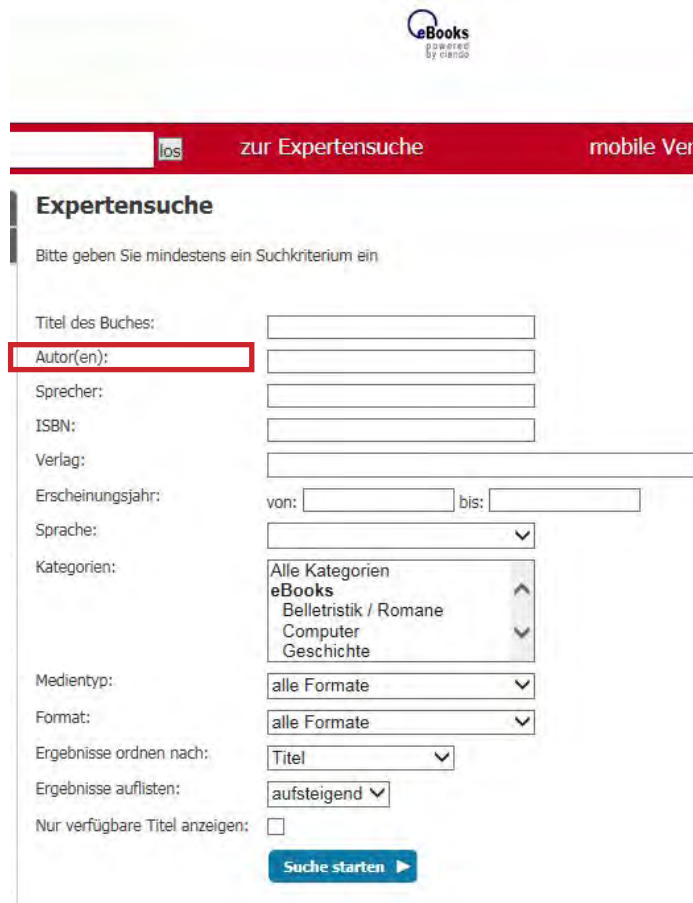 eBooks
powered
by ciando
los zur Expertensuche mobile Ver
Expertensuche
Bitte geben Sie mindestens ein Suchkriterium ein
Titel des Buches:
Autor(en):
Sprecher:
ISBN:
Verlag:
Erscheinungsjahr: von: bis:
Sprache:
Kategorien: Alle Kategorien
eBooks
Belletristik / Romane
Computer
Geschichte
Medientyp: alle Formate
Format: alle Formate
Ergebnisse ordnen nach: Titel
Ergebnisse auflisten: aufsteigend
Nur verfügbare Titel anzeigen:
Suche starten